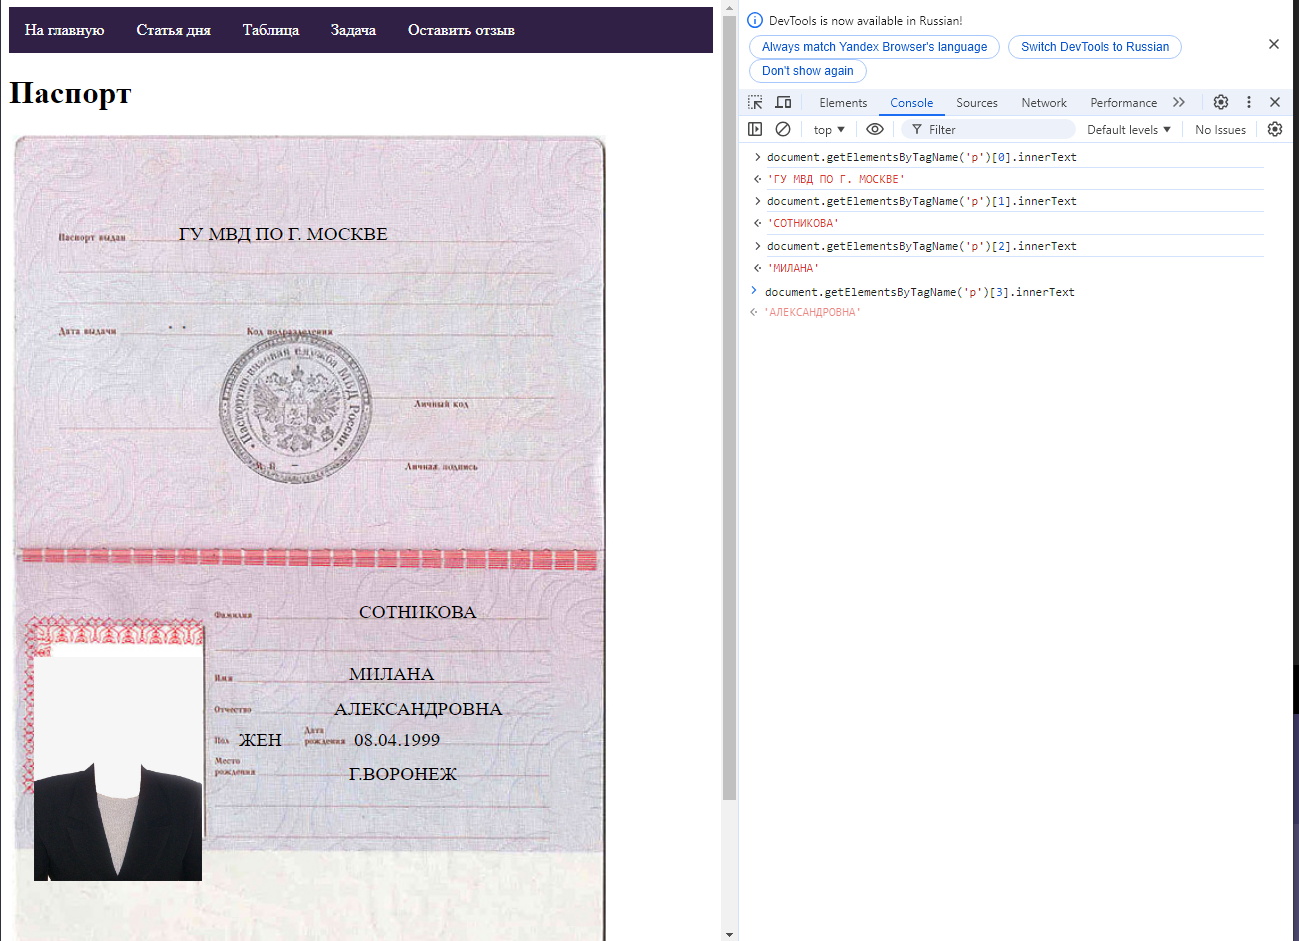 На главную Статья дня Таблица Задача Оставить отзыв
Паспорт
Паспорт выдан ГУ МВД ПО Г. МОСКВЕ
Дата выдачи . . Код подразделения
Паспортно-визовая служба МВД России
Личный код
М П –
Личная подпись
Фамилия СОТНИКОВА
Имя МИЛАНА
Отчество АЛЕКСАНДРОВНА
Пол ЖЕН Дата рождения 08.04.1999
Место рождения Г.ВОРОНЕЖ
DevTools is now available in Russian!
Always match Yandex Browser's language Switch DevTools to Russian
Don't show again
Elements Console Sources Network Performance
top Filter Default levels No Issues
document.getElementsByTagName('p')[0].innerText
'ГУ МВД ПО Г. МОСКВЕ'
document.getElementsByTagName('p')[1].innerText
'СОТНИКОВА'
document.getElementsByTagName('p')[2].innerText
'МИЛАНА'
document.getElementsByTagName('p')[3].innerText
'АЛЕКСАНДРОВНА'